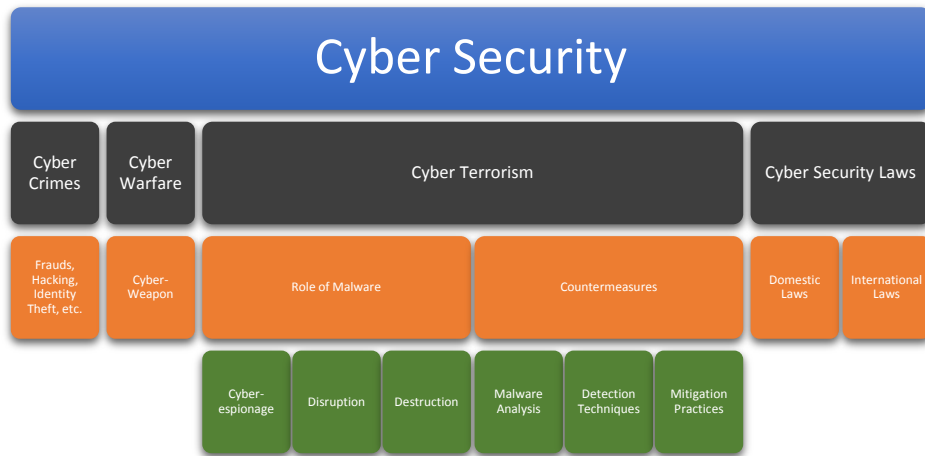 Cyber Security
Cyber
Crimes
Cyber
Warfare
Cyber Terrorism
Cyber Security Laws
Frauds,
Hacking,
Identity
Theft, etc.
Cyber-
Weapon
Role of Malware
Countermeasures
Domestic
Laws
International
Laws
Cyber-
espionage
Disruption
Destruction
Malware
Analysis
Detection
Techniques
Mitigation
Practices